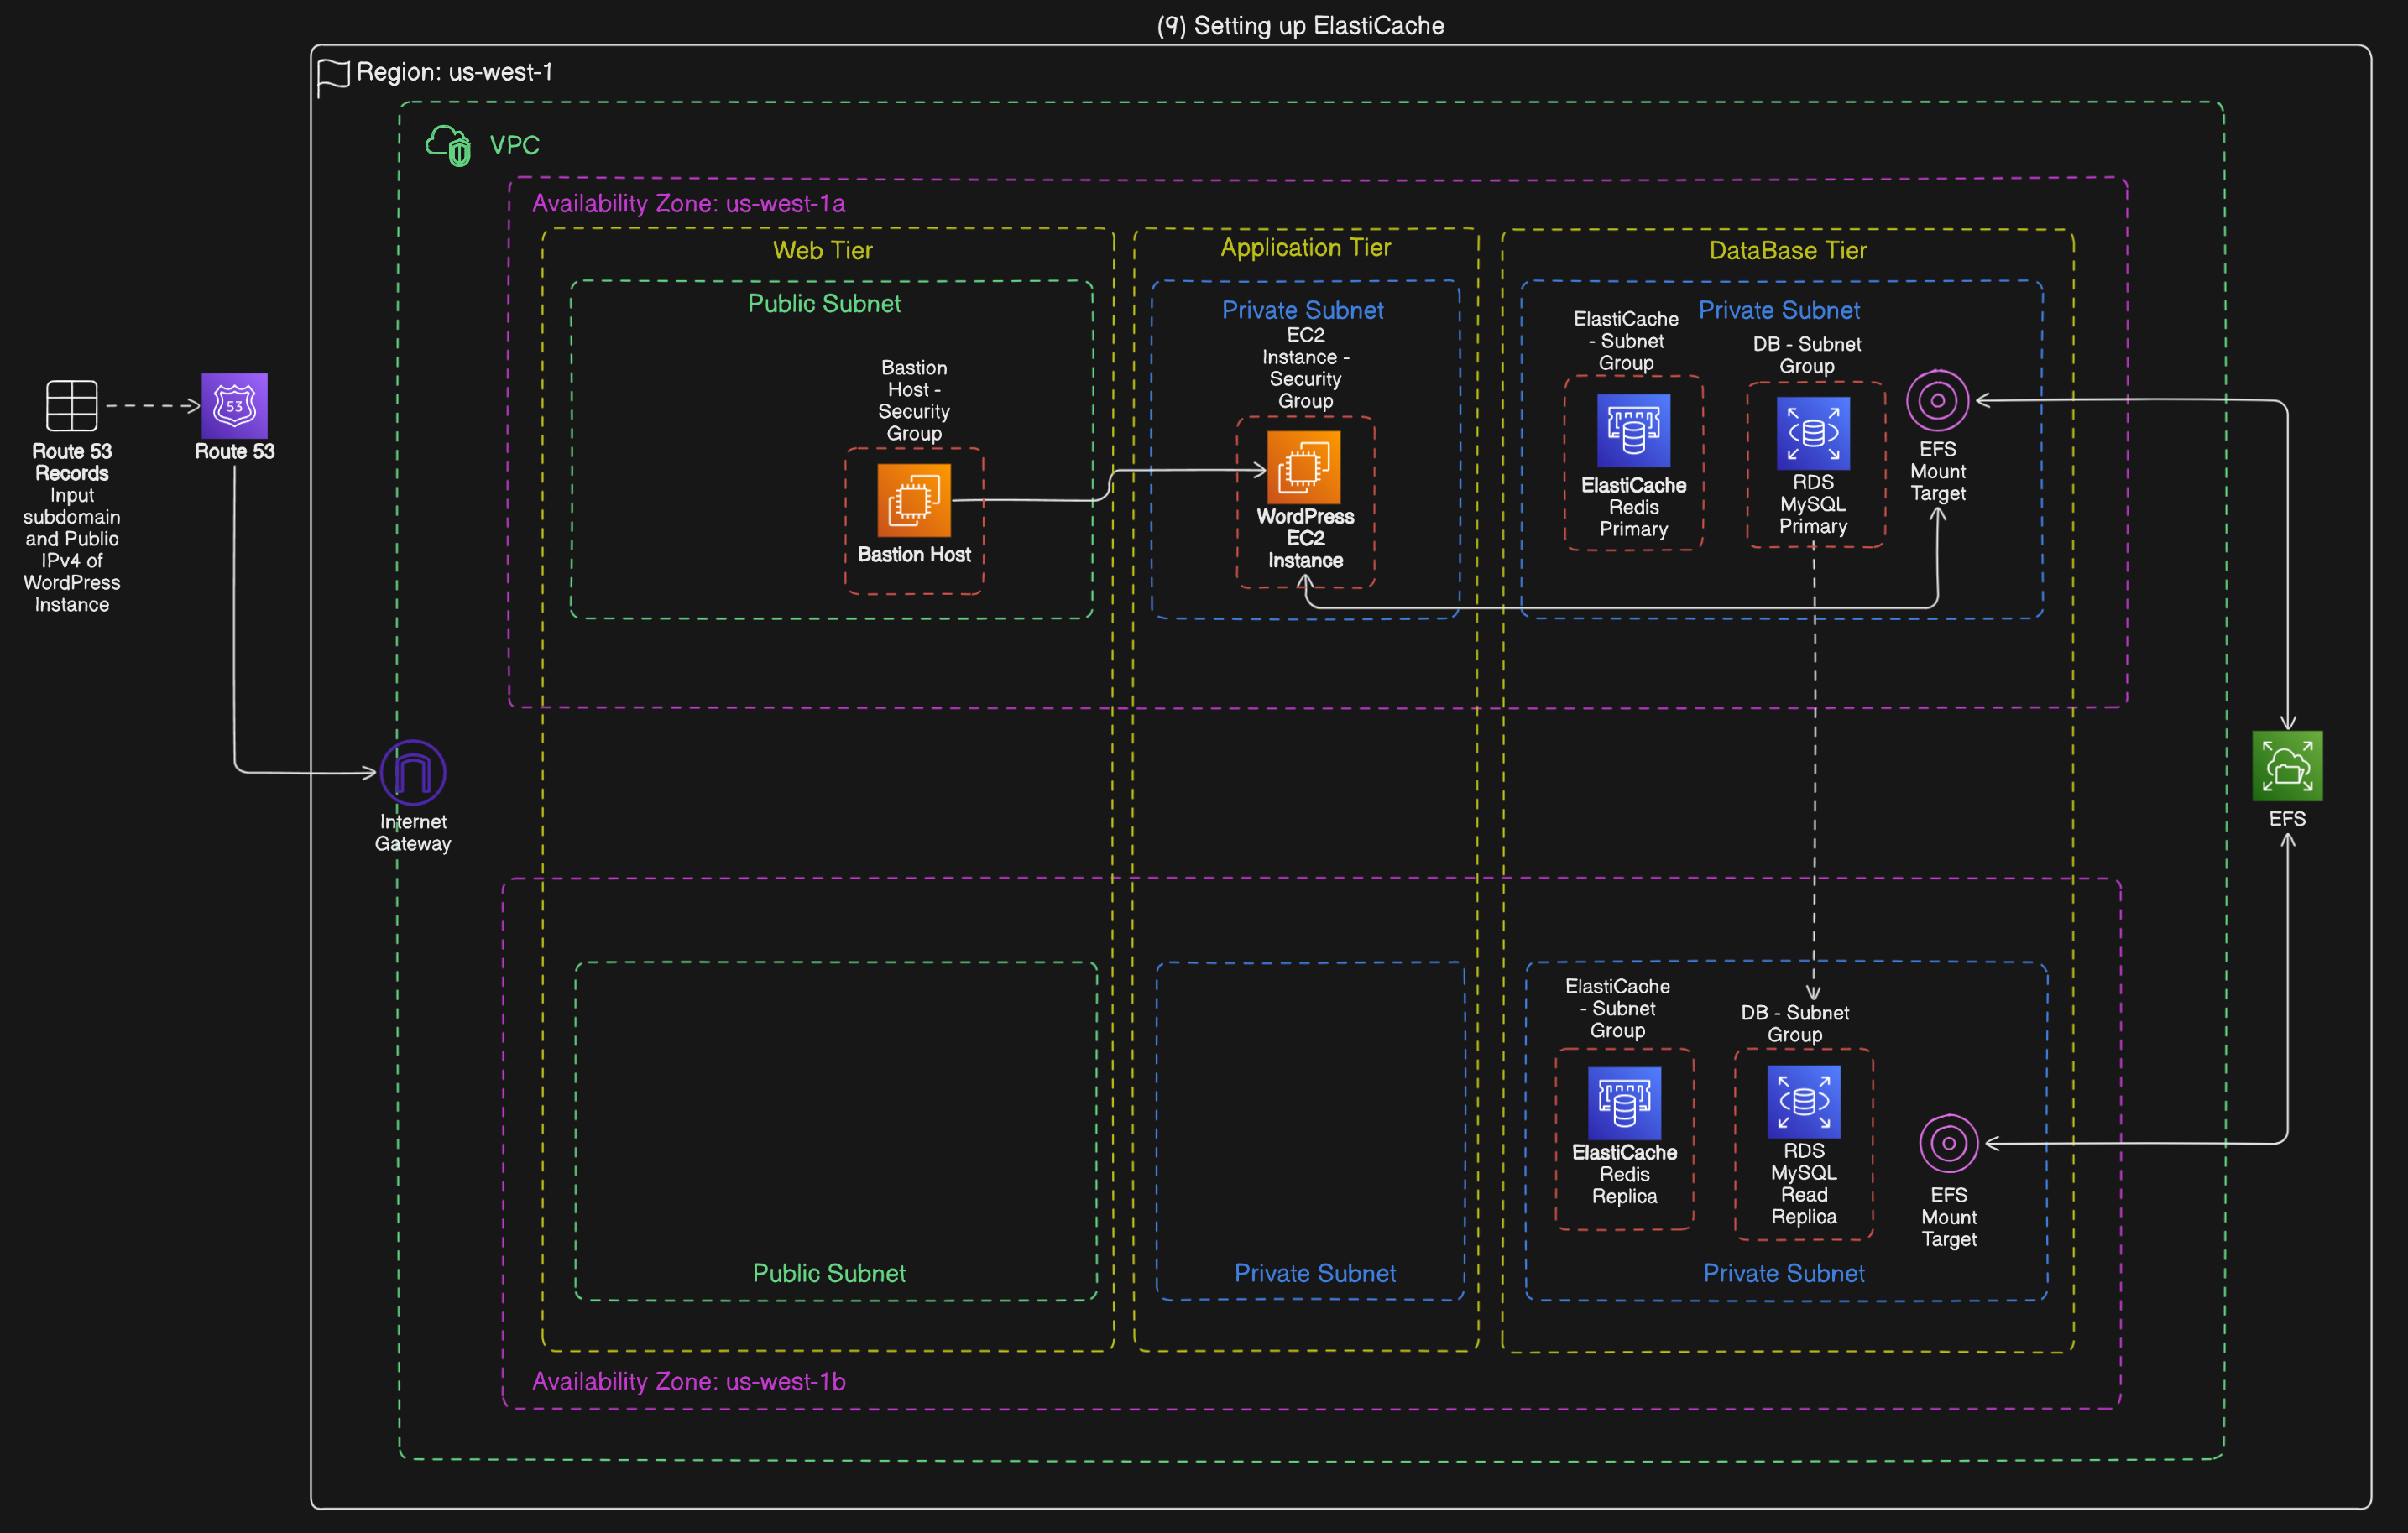 (9) Setting up ElastiCache
Region: us-west-1
VPC
Availability Zone: us-west-1a
Web Tier
Application Tier
DataBase Tier
Public Subnet
Bastion
Host -
Security
Group
Bastion Host
Private Subnet
EC2
Instance -
Security
Group
WordPress
EC2
Instance
Private Subnet
ElastiCache
- Subnet
Group
ElastiCache
Redis
Primary
DB - Subnet
Group
RDS
MySQL
Primary
EFS
Mount
Target
Route 53
Records
Input
subdomain
and Public
IPv4 of
WordPress
Instance
53
Route 53
Internet
Gateway
EFS
ElastiCache
- Subnet
Group
ElastiCache
Redis
Replica
DB - Subnet
Group
RDS
MySQL
Read
Replica
EFS
Mount
Target
Public Subnet
Private Subnet
Private Subnet
Availability Zone: us-west-1b